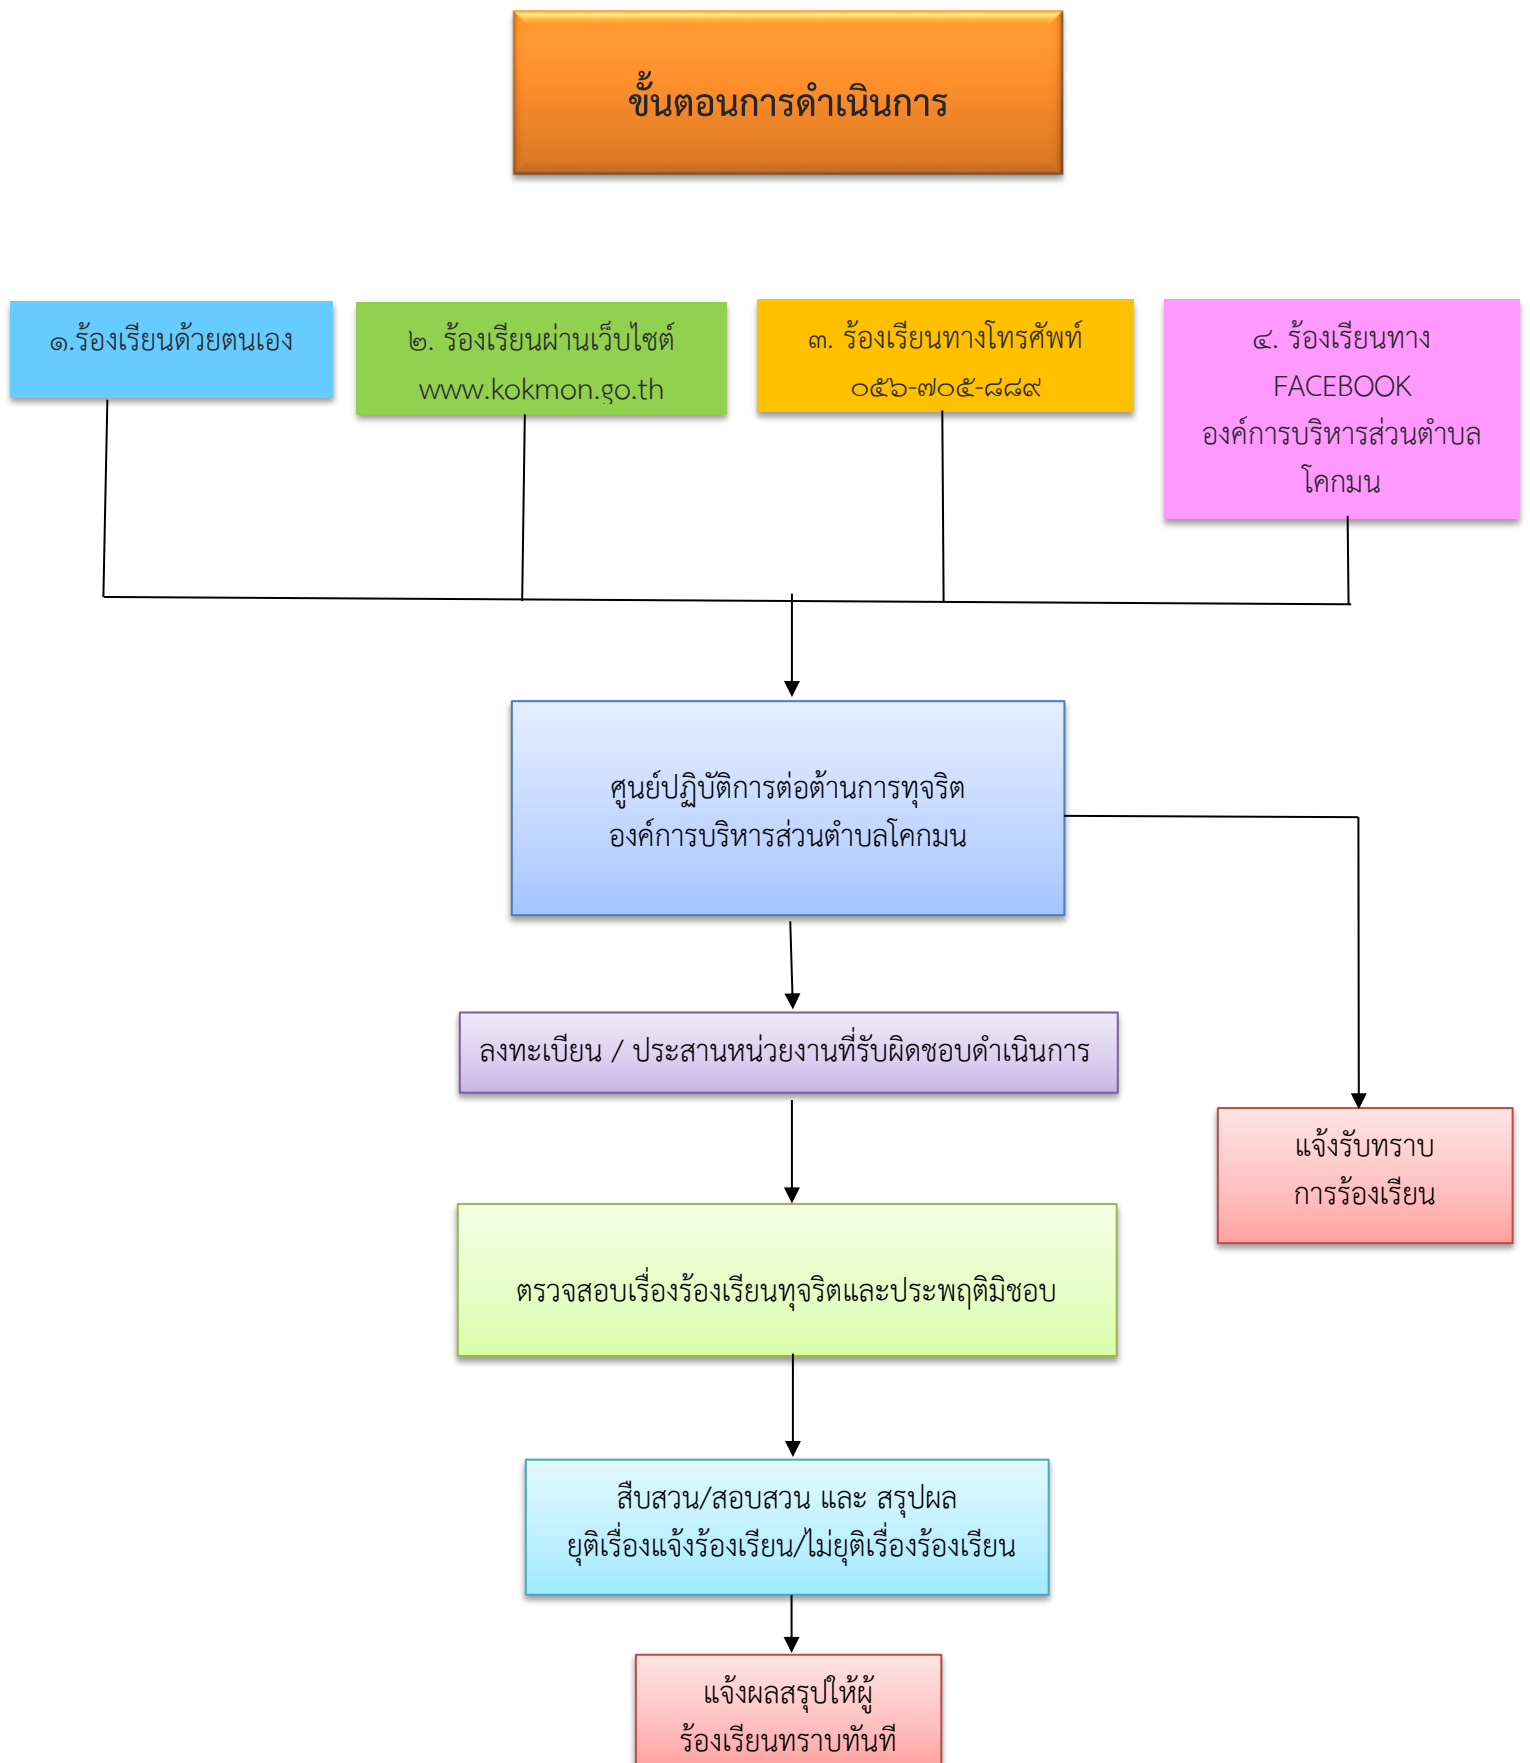 ขั้นตอนการดำเนินการ
๑.ร้องเรียนด้วยตนเอง
๒. ร้องเรียนผ่านเว็บไซต์
www.kokmon.go.th
๓. ร้องเรียนทางโทรศัพท์
๐๕๖-๗๐๕-๘๘๙
๔. ร้องเรียนทาง
FACEBOOK
องค์การบริหารส่วนตำบล
โคกมน
ศูนย์ปฏิบัติการต่อต้านการทุจริต
องค์การบริหารส่วนตำบลโคกมน
ลงทะเบียน / ประสานหน่วยงานที่รับผิดชอบดำเนินการ
แจ้งรับทราบ
การร้องเรียน
ตรวจสอบเรื่องร้องเรียนทุจริตและประพฤติมิชอบ
สืบสวน/สอบสวน และ สรุปผล
ยุติเรื่องแจ้งร้องเรียน/ไม่ยุติเรื่องร้องเรียน
แจ้งผลสรุปให้ผู้
ร้องเรียนทราบทันที